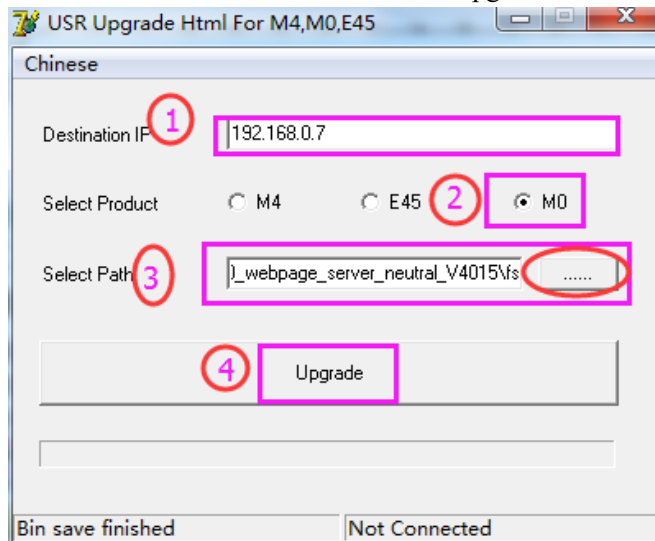 USR Upgrade Html For M4,M0,E45
Chinese
Destination IP 1 192.168.0.7
Select Product M4 E45 2 M0
Select Path 3 )_webpage_server_neutral_V4015\fs ......
4 Upgrade
Bin save finished Not Connected